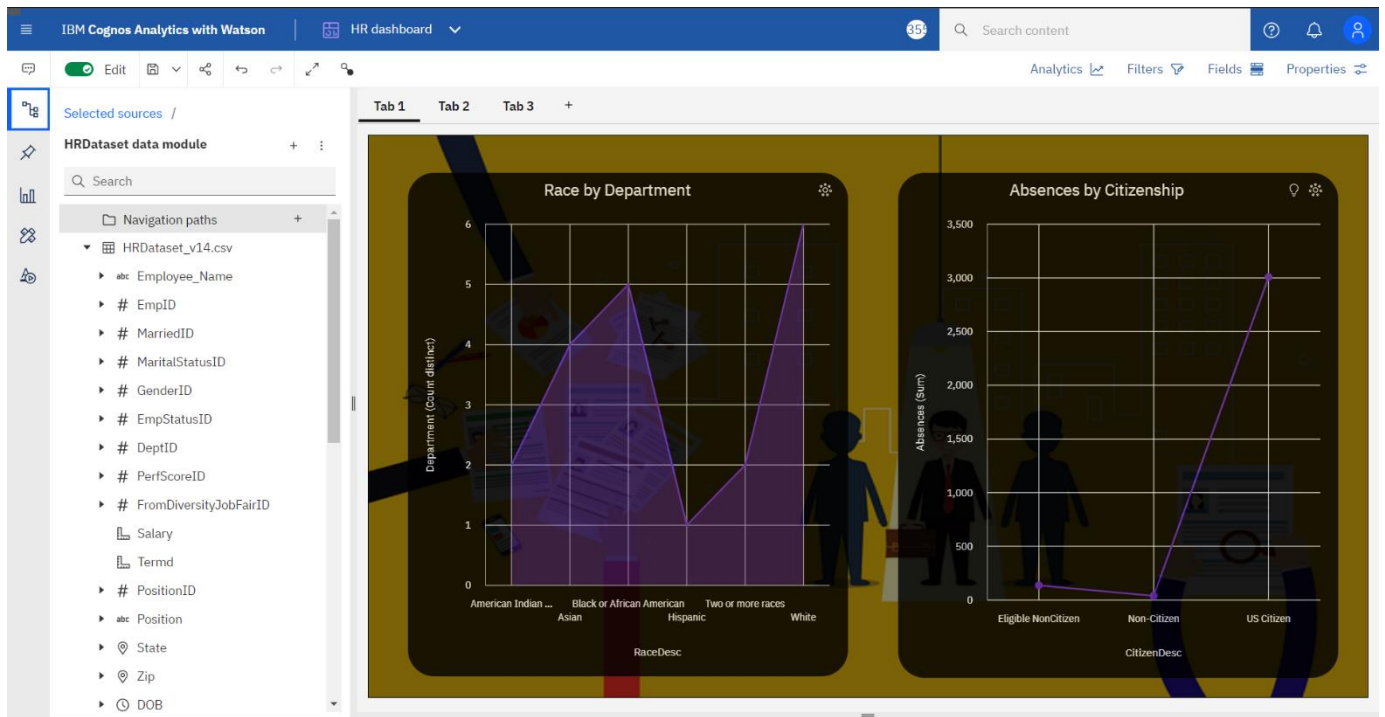 IBM Cognos Analytics with Watson
HR dashboard
Search content
Edit
Analytics
Filters
Fields
Properties
Selected sources /
HRDataset data module
Search
Navigation paths
HRDataset_v14.csv
abc Employee_Name
# EmpID
# MarriedID
# MaritalStatusID
# GenderID
# EmpStatusID
# DeptID
# PerfScoreID
# FromDiversityJobFairID
Salary
Termd
# PositionID
abc Position
State
Zip
DOB
Tab 1
Tab 2
Tab 3
+
Race by Department
Department (Count distinct)
6
5
4
3
2
1
0
American Indian ...
Asian
Black or African American
Hispanic
Two or more races
White
RaceDesc
Absences by Citizenship
Absences (Sum)
3,500
3,000
2,500
2,000
1,500
1,000
500
0
Eligible NonCitizen
Non-Citizen
US Citizen
CitizenDesc